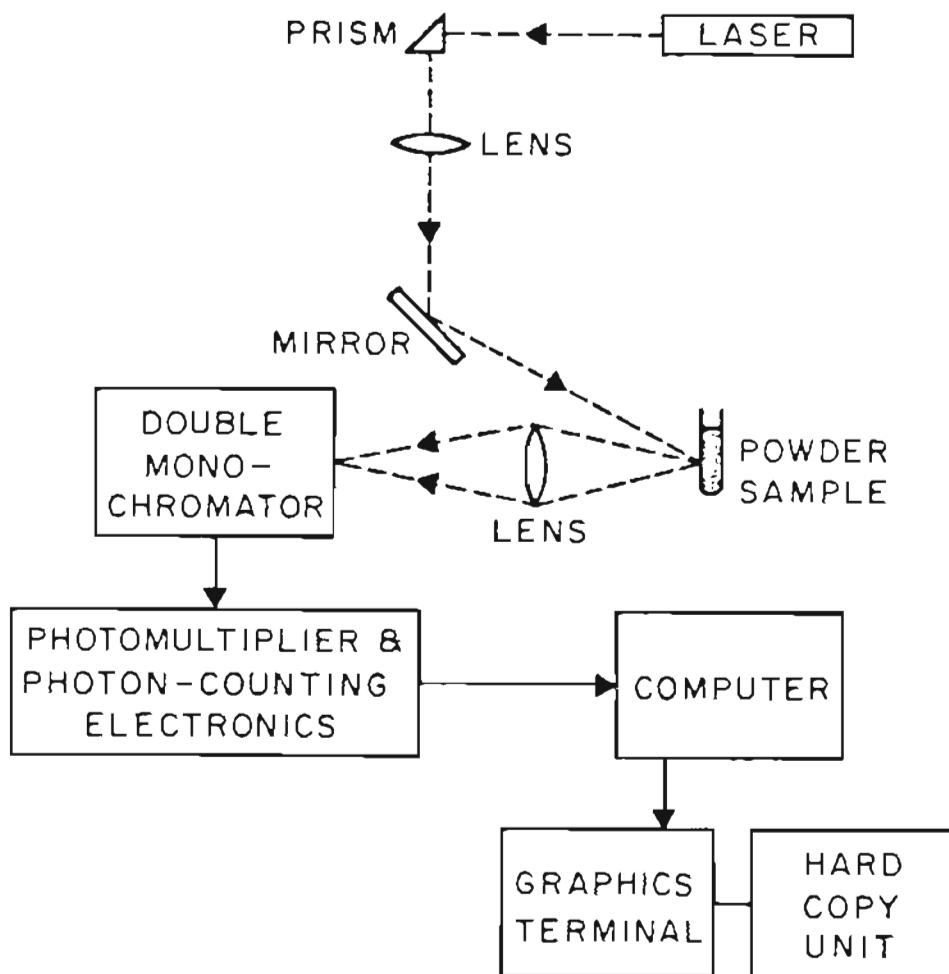 PRISM
LASER
LENS
MIRROR
DOUBLE
MONO-
CHROMATOR
LENS
POWDER
SAMPLE
PHOTOMULTIPLIER &
PHOTON-COUNTING
ELECTRONICS
COMPUTER
GRAPHICS
TERMINAL
HARD
COPY
UNIT